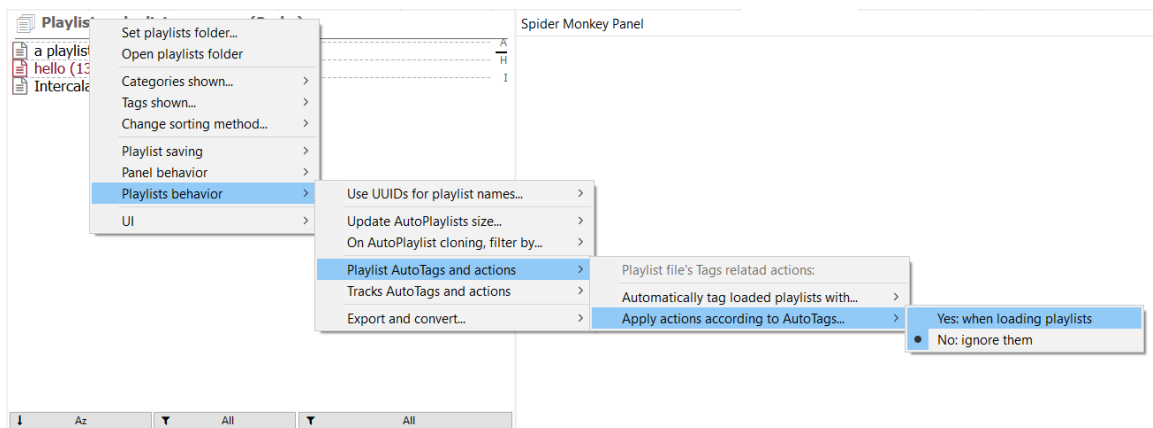 Spider Monkey Panel
a playlist
hello (13
Intercala
A
H
I
Set playlists folder...
Open playlists folder
Categories shown...
Tags shown...
Change sorting method...
Playlist saving
Panel behavior
Playlists behavior
UI
Use UUIDs for playlist names...
Update AutoPlaylists size...
On AutoPlaylist cloning, filter by...
Playlist AutoTags and actions
Tracks AutoTags and actions
Export and convert...
Playlist file's Tags relatad actions:
Automatically tag loaded playlists with...
Apply actions according to AutoTags...
Yes: when loading playlists
No: ignore them
Az
All
All